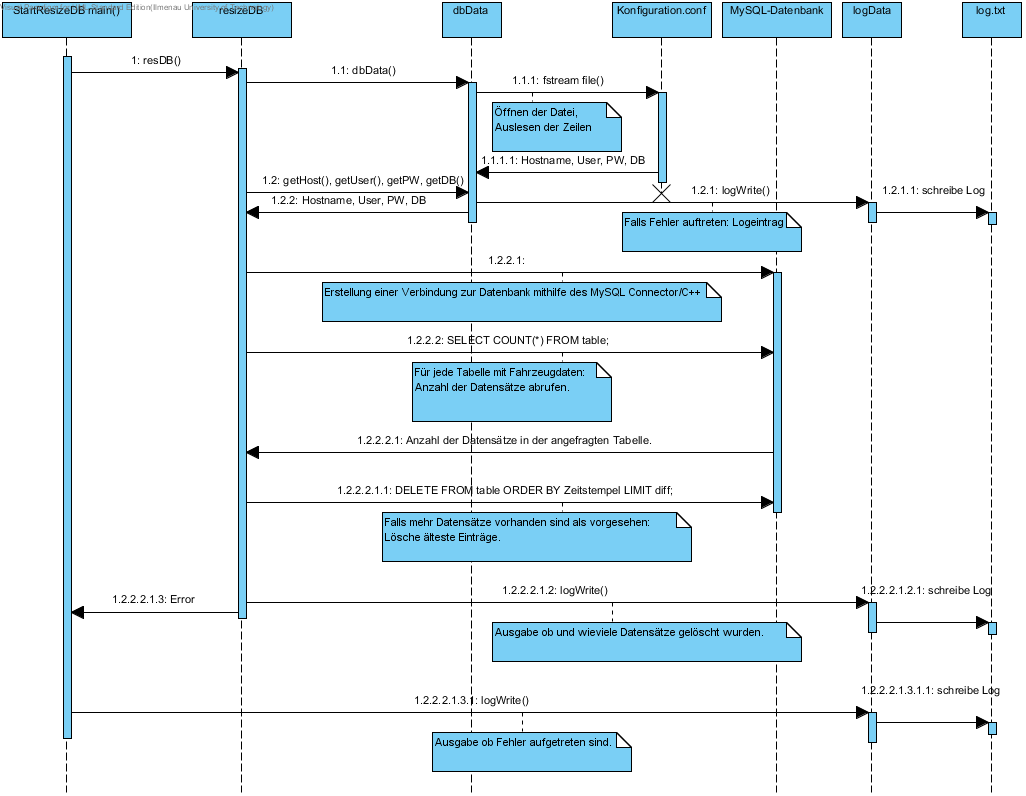 StartResizeDB main()
resizeDB
dbData
Konfiguration.conf
MySQL-Datenbank
logData
log.txt
1: resDB()
1.1: dbData()
1.1.1: fstream file()
Öffnen der Datei,
Auslesen der Zeilen
1.1.1.1: Hostname, User, PW, DB
1.2: getHost(), getUser(), getPW, getDB()
1.2.1: logWrite()
1.2.1.1: schreibe Log
1.2.2: Hostname, User, PW, DB
Falls Fehler auftreten: Logeintrag
1.2.2.1:
Erstellung einer Verbindung zur Datenbank mithilfe des MySQL Connector/C++
1.2.2.2: SELECT COUNT(*) FROM table;
Für jede Tabelle mit Fahrzeugdaten:
Anzahl der Datensätze abrufen.
1.2.2.2.1: Anzahl der Datensätze in der angefragten Tabelle.
1.2.2.2.1.1: DELETE FROM table ORDER BY Zeitstempel LIMIT diff;
Falls mehr Datensätze vorhanden sind als vorgesehen:
Lösche älteste Einträge.
1.2.2.2.1.2: logWrite()
1.2.2.2.1.2.1: schreibe Log
1.2.2.2.1.3: Error
Ausgabe ob und wieviele Datensätze gelöscht wurden.
1.2.2.2.1.3.1: logWrite()
1.2.2.2.1.3.1.1: schreibe Log
Ausgabe ob Fehler aufgetreten sind.